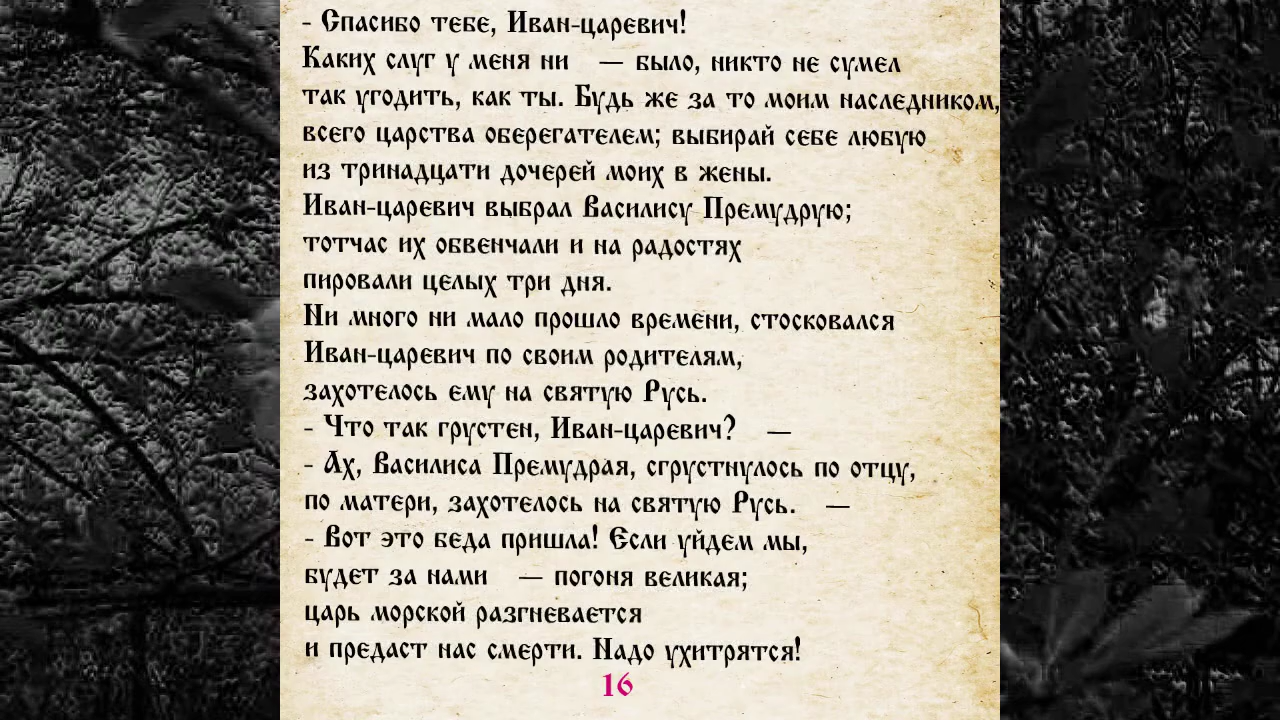 - Спасибо тебе, Иван-царевич!
Каких слуг у меня ни — было, никто не сумел
так угодить, как ты. Будь же за то моим наследником,
всего царства оберегателем; выбирай себе любую
из тринадцати дочерей моих в жены.
Иван-царевич выбрал Василису Премудрую;
тотчас их обвенчали и на радостях
пировали целых три дня.
Ни много ни мало прошло времени, стосковался
Иван-царевич по своим родителям,
захотелось ему на святую Русь.
- Что так грустен, Иван-царевич? —
- Ах, Василиса Премудрая, сгрустнулось по отцу,
по матери, захотелось на святую Русь. —
- Вот это беда пришла! Если уйдем мы,
будет за нами — погоня великая;
царь морской разгневается
и предаст нас смерти. Надо ухитрятся!
16